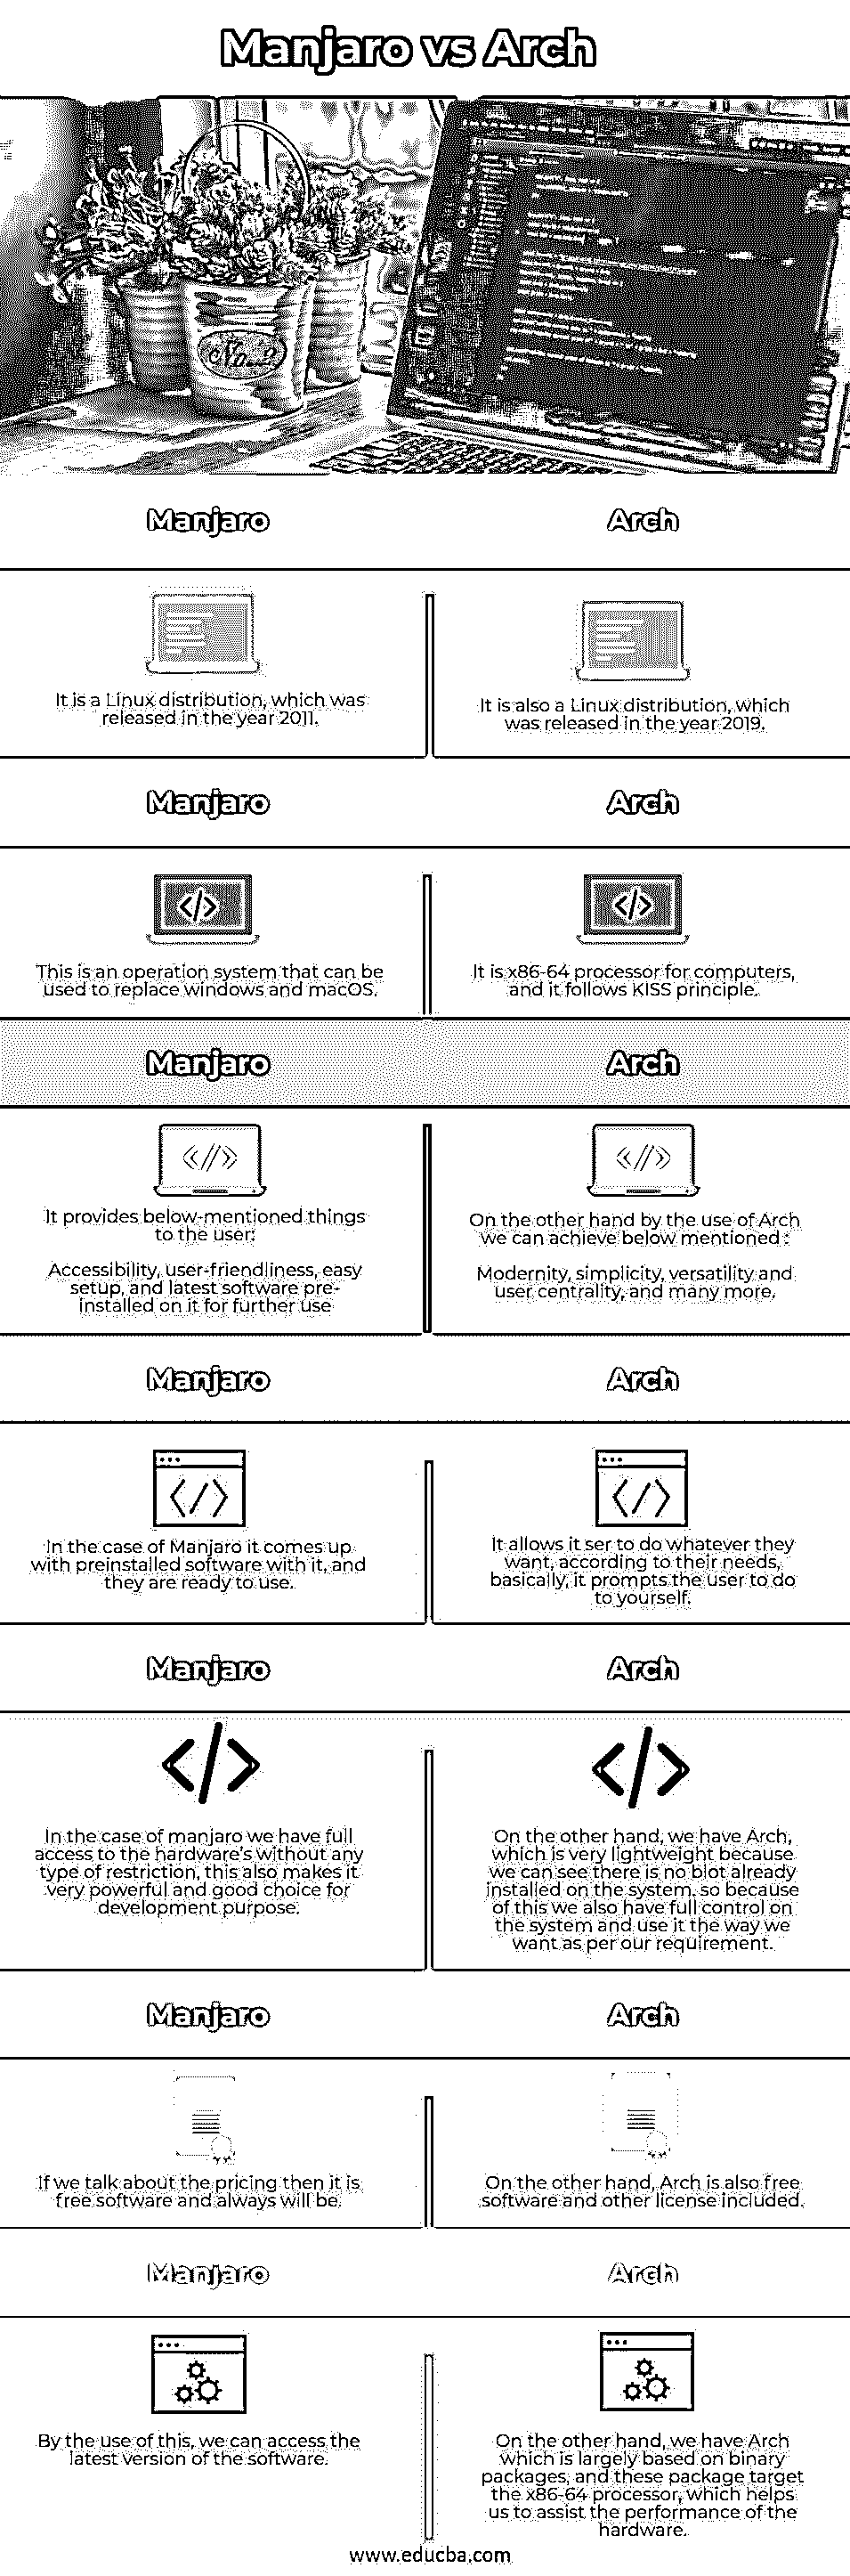 Manjaro vs Arch
No. 2
Manjaro
Arch
It is a Linux distribution, which was
released in the year 2011.
It is also a Linux distribution, which
was released in the year 2019.
Manjaro
Arch
This is an operation system that can be
used to replace windows and macOS.
It is x86-64 processor for computers,
and it follows KISS principle.
Manjaro
Arch
It provides below-mentioned things
to the user:
Accessibility, user-friendliness, easy
setup, and latest software pre-
installed on it for further use
On the other hand by the use of Arch
we can achieve below mentioned :
Modernity, simplicity, versatility and
user centrality, and many more.
Manjaro
Arch
In the case of Manjaro it comes up
with preinstalled software with it, and
they are ready to use.
It allows it ser to do whatever they
want, according to their needs,
basically, it prompts the user to do
to yourself.
Manjaro
Arch
In the case of manjaro we have full
access to the hardware's without any
type of restriction, this also makes it
very powerful and good choice for
development purpose.
On the other hand, we have Arch,
which is very lightweight because
we can see there is no blot already
installed on the system. so because
of this we also have full control on
the system and use it the way we
want as per our requirement.
Manjaro
Arch
If we talk about the pricing then it is
free software and always will be.
On the other hand, Arch is also free
software and other license included.
Manjaro
Arch
By the use of this, we can access the
latest version of the software.
On the other hand, we have Arch
which is largely based on binary
packages, and these package target
the x86-64 processor, which helps
us to assist the performance of the
hardware.
www.educba.com